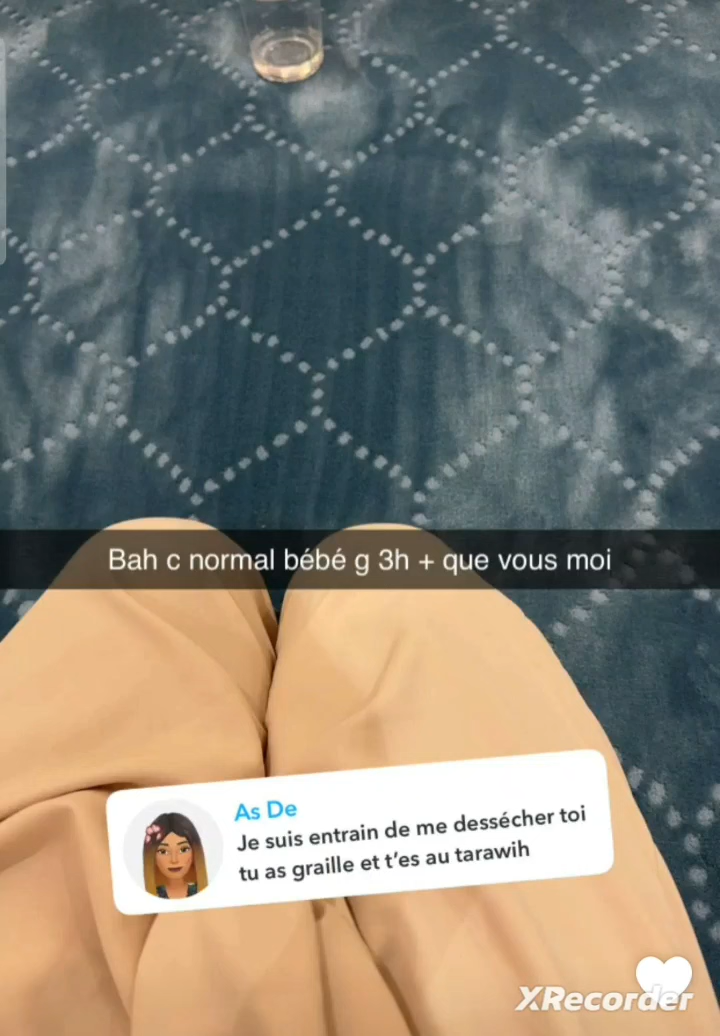 Bah c normal bébé g 3h + que vous moi
As De
Je suis entrain de me dessécher toi
tu as graille et t’es au tarawih
XRecorder